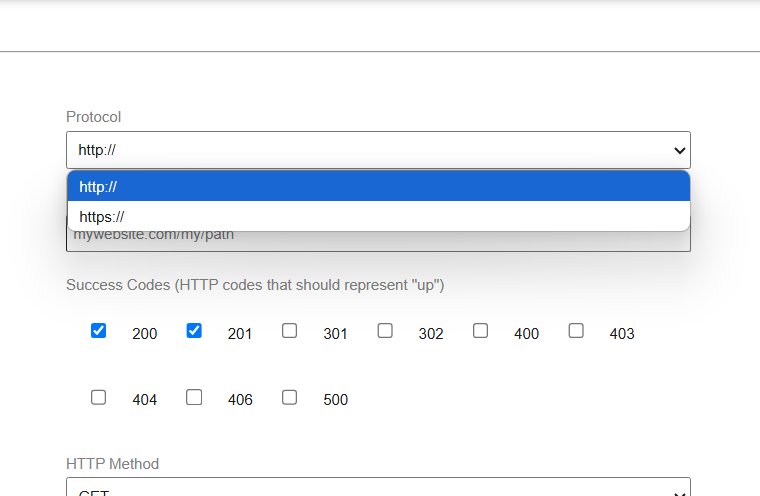 Protocol
http://
http://
https://
mywebsite.com/my/path
Success Codes (HTTP codes that should represent "up")
200 201 301 302 400 403
404 406 500
HTTP Method
GET